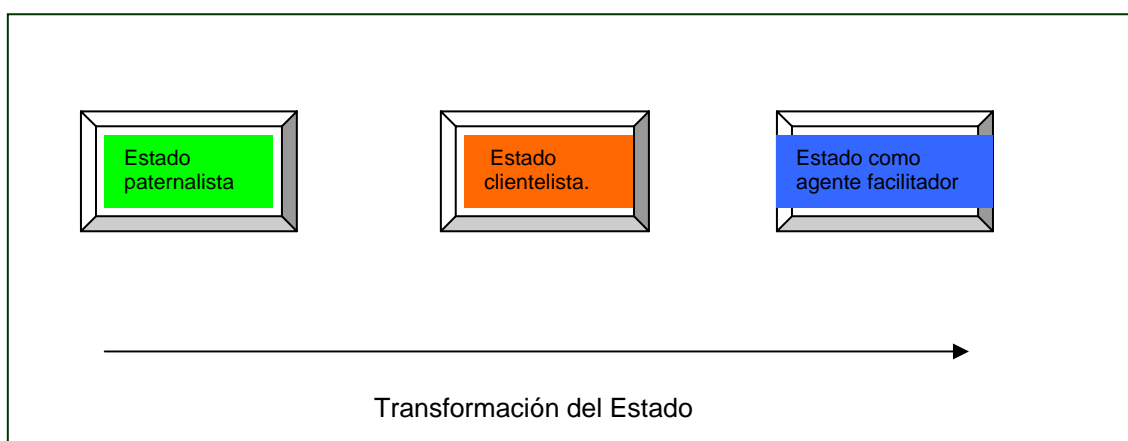 Estado
paternalista
Estado
clientelista.
Estado como
agente facilitador
Transformación del Estado